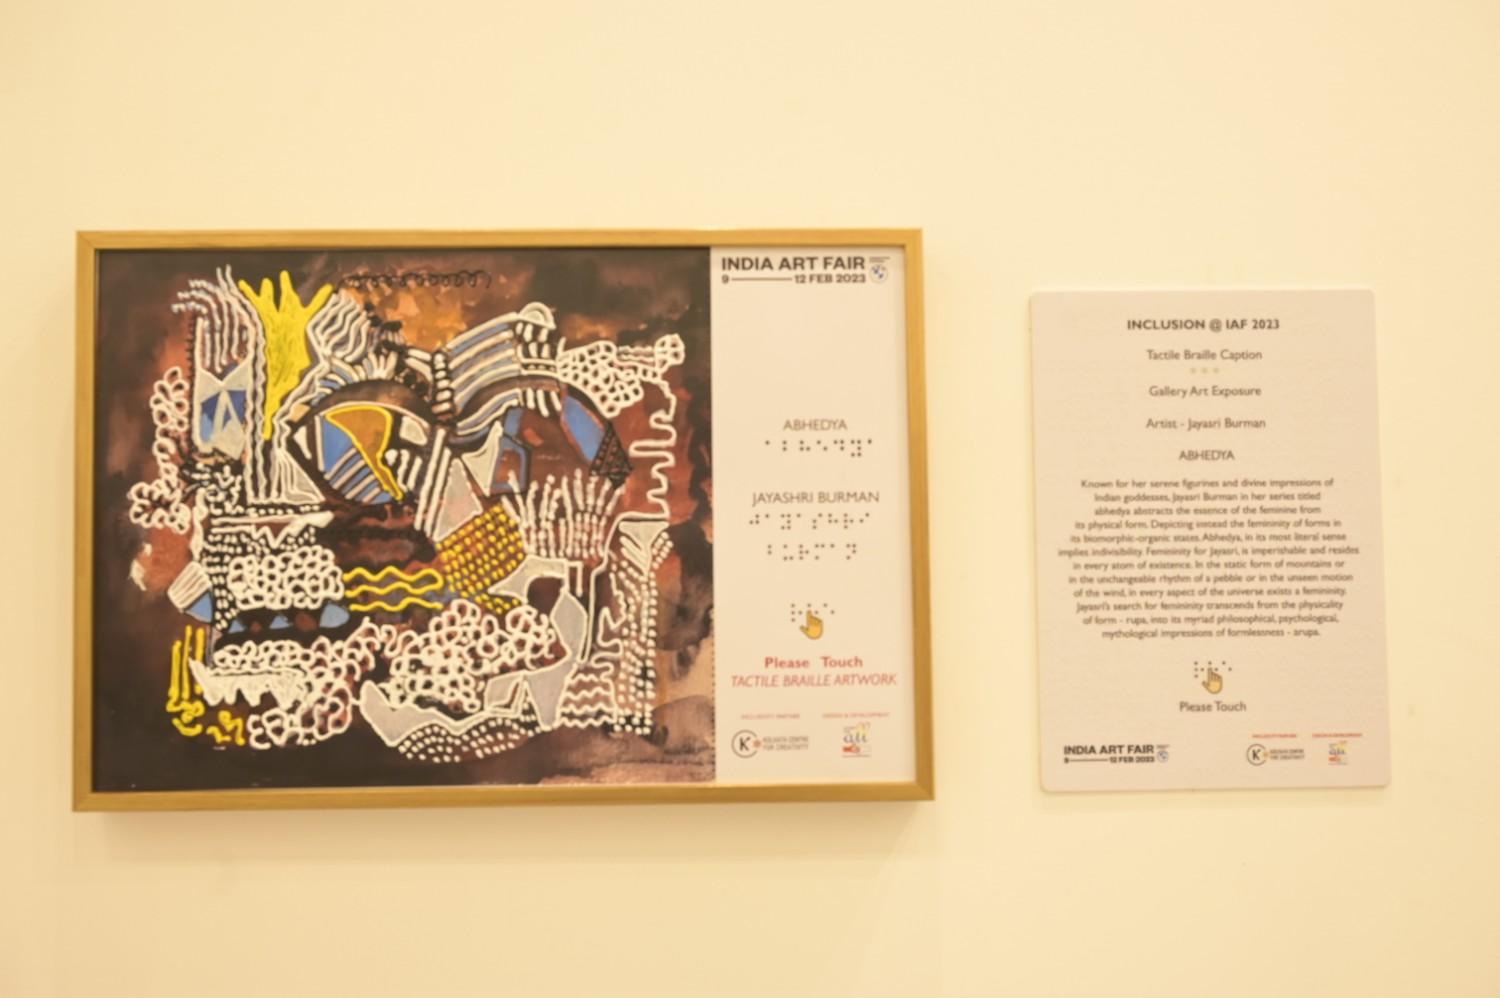 INDIA ART FAIR
9 12 FEB 2023
ABHEDYA
JAYASHRI BURMAN
Please Touch
TACTILE BRAILLE ARTWORK
INCLUSIVITY PARTNER
DESIGN & DEVELOPMENT
K
KOLKATA CENTRE
FOR CREATIVITY
INCLUSION @ IAF 2023
Tactile Braille Caption
Gallery Art Exposure
Artist - Jayasri Burman
ABHEDYA
Known for her serene figurines and divine impressions of
Indian goddesses, Jayasri Burman in her series titled
abhedya abstracts the essence of the feminine from
its physical form. Depicting instead the femininity of forms in
its biomorphic-organic states. Abhedya, in its most literal sense
implies indivisibility. Femininity for Jayasri, is imperishable and resides
in every atom of existence. In the static form of mountains or
in the unchangeable rhythm of a pebble or in the unseen motion
of the wind, in every aspect of the universe exists a femininity.
Jayasri's search for femininity transcends from the physicality
of form - rupa, into its myriad philosophical, psychological,
mythological impressions of formlessness - arupa.
Please Touch
INDIA ART FAIR
9 12 FEB 2023
K
KOLKATA CENTRE
FOR CREATIVITY